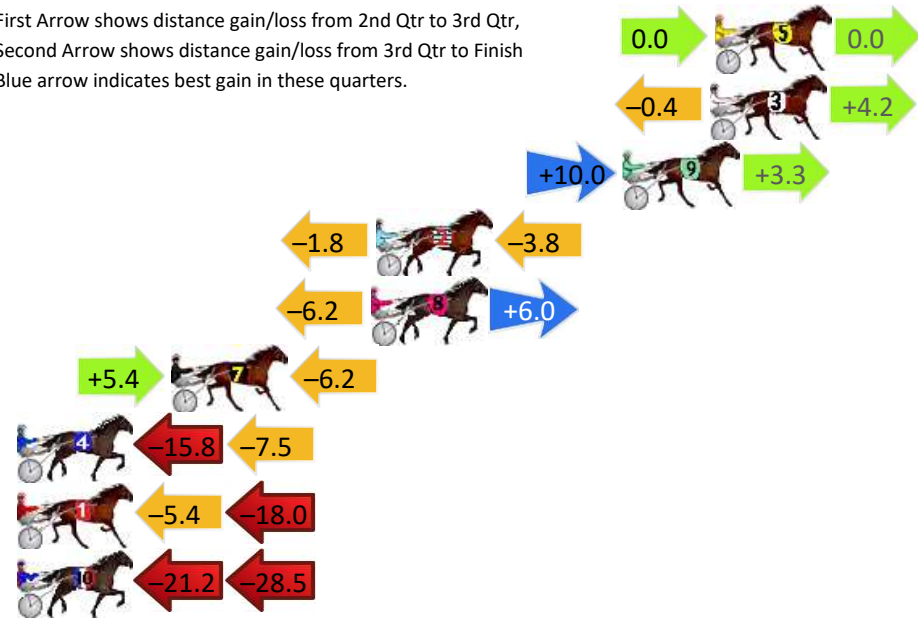 First Arrow shows distance gain/loss from 2nd Qtr to 3rd Qtr,
Second Arrow shows distance gain/loss from 3rd Qtr to Finish
Blue arrow indicates best gain in these quarters.
0.0 5 0.0
–0.4 3 +4.2
+10.0 9 +3.3
–1.8 2 –3.8
–6.2 8 +6.0
+5.4 7 –6.2
4 –15.8 –7.5
1 –5.4 –18.0
10 –21.2 –28.5